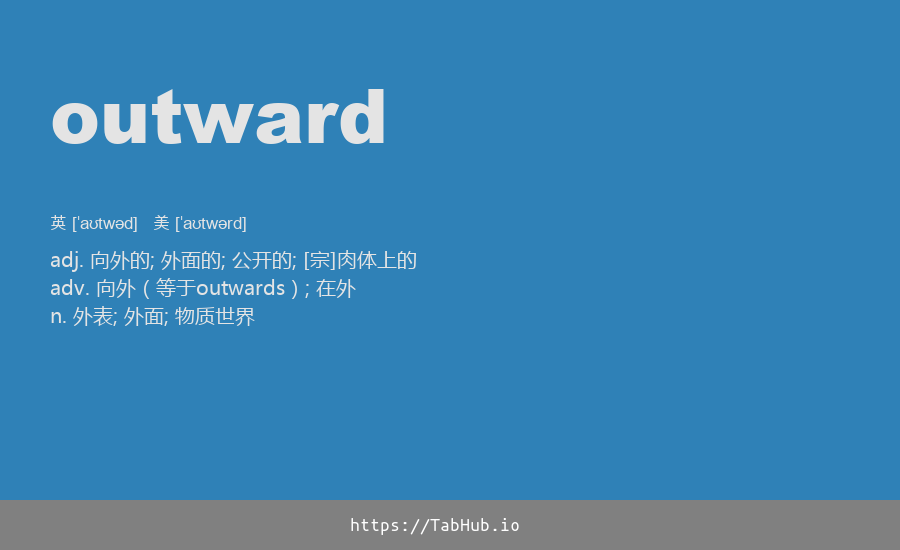 outward
英 ['aʊtwəd] 美 ['aʊtwərd]
adj. 向外的; 外面的; 公开的; [宗]肉体上的
adv. 向外（等于outwards）; 在外
n. 外表; 外面; 物质世界
https://TabHub.io